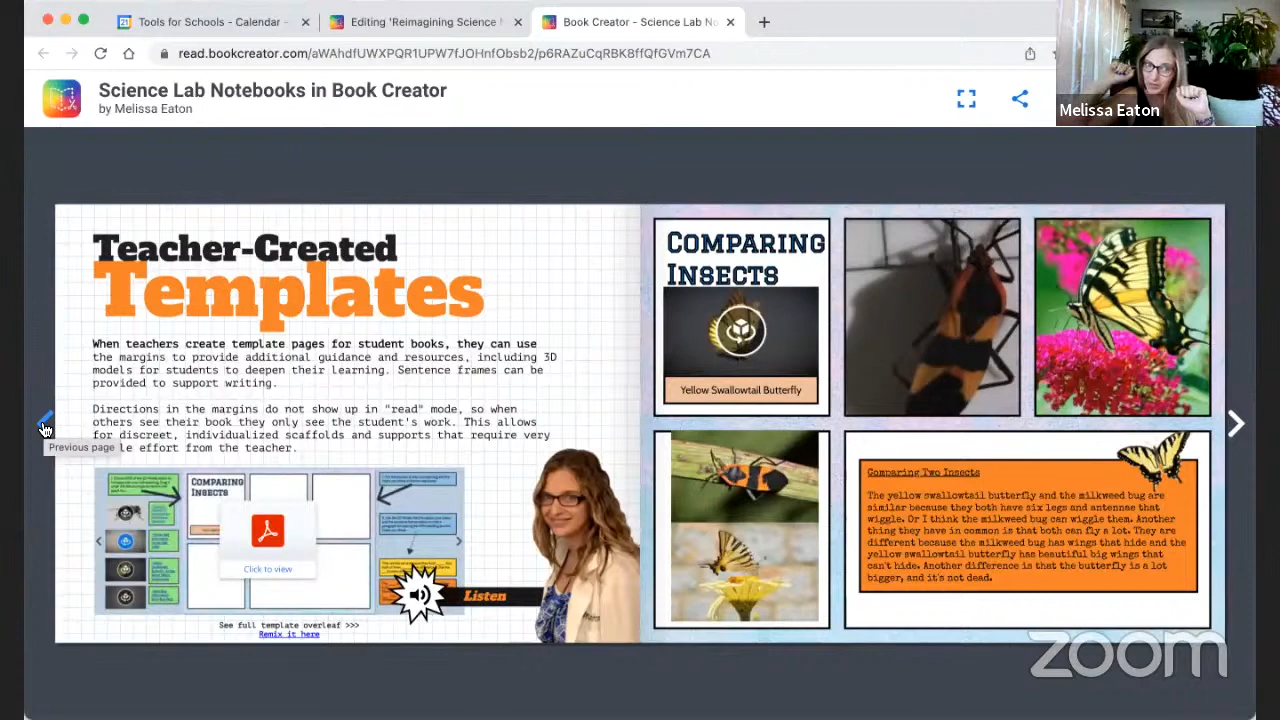 Tools for Schools - Calendar -
Editing 'Reimagining Science
Book Creator - Science Lab No
read.bookcreator.com/aWAhdfUWXPQR1UPW7fJOHnfObsb2/p6RAZuCqRBK8ffQfGVm7CA
Science Lab Notebooks in Book Creator
by Melissa Eaton
Melissa Eaton
Teacher-Created
Templates
When teachers create template pages for student books, they can use
the margins to provide additional guidance and resources, including 3D
models for students to deepen their learning. Sentence frames can be
provided to support writing.
Directions in the margins do not show up in "read" mode, so when
others see their book they only see the student's work. This allows
for discreet, individualized scaffolds and supports that require very
le effort from the teacher.
Previous page
COMPARING
INSECTS
Click to view
Listen
See full template overleaf >>>
Remix it here
COMPARING
INSECTS
Yellow Swallowtail Butterfly
Comparing Two Insects
The yellow swallowtail butterfly and the milkweed bug are
similar because they both have six legs and antennae that
wiggle. Or I think the milkweed bug can wiggle them. Another
thing they have in common is that both can fly a lot. They are
different because the milkweed bug has wings that hide and the
yellow swallowtail butterfly has beautiful big wings that
can't hide. Another difference is that the butterfly is a lot
bigger, and it's not dead.
zoom